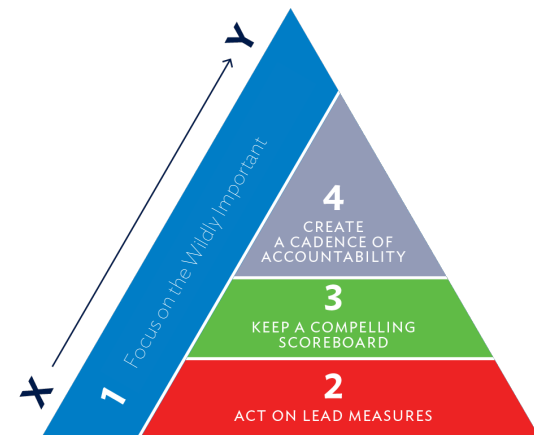 Y
X
1 Focus on the Wildly Important
4
CREATE
A CADENCE OF
ACCOUNTABILITY
3
KEEP A COMPELLING
SCOREBOARD
2
ACT ON LEAD MEASURES